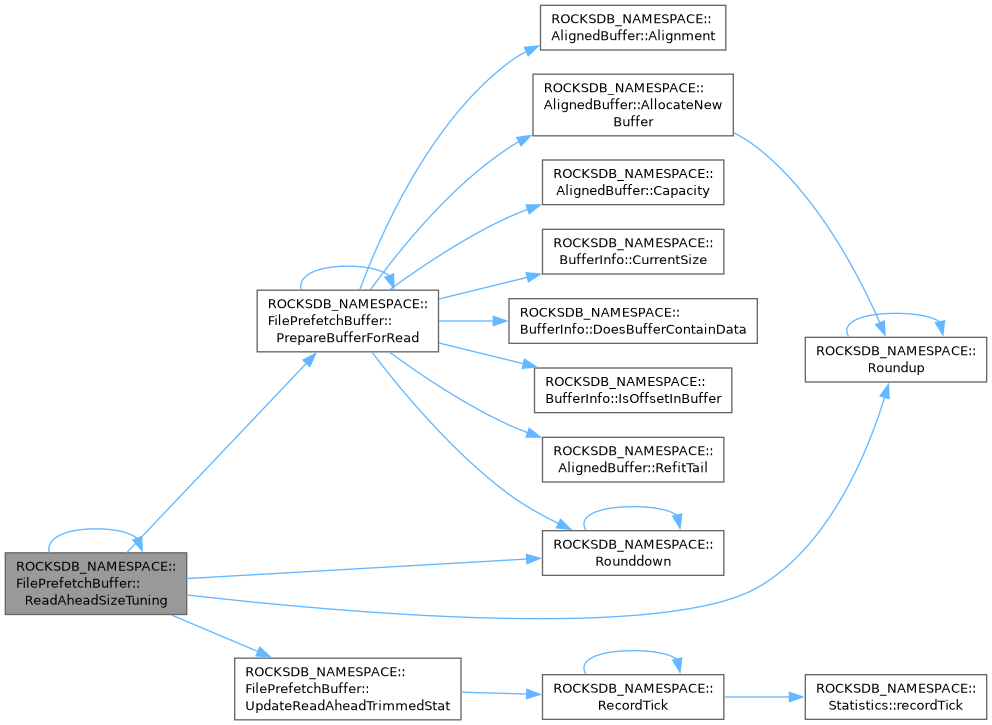 ROCKSDB_NAMESPACE::
AlignedBuffer::Alignment
ROCKSDB_NAMESPACE::
AlignedBuffer::AllocateNew
Buffer
ROCKSDB_NAMESPACE::
AlignedBuffer::Capacity
ROCKSDB_NAMESPACE::
BufferInfo::CurrentSize
ROCKSDB_NAMESPACE::
FilePrefetchBuffer::
PrepareBufferForRead
ROCKSDB_NAMESPACE::
BufferInfo::DoesBufferContainData
ROCKSDB_NAMESPACE::
Roundup
ROCKSDB_NAMESPACE::
BufferInfo::IsOffsetInBuffer
ROCKSDB_NAMESPACE::
AlignedBuffer::RefitTail
ROCKSDB_NAMESPACE::
Rounddown
ROCKSDB_NAMESPACE::
FilePrefetchBuffer::
ReadAheadSizeTuning
ROCKSDB_NAMESPACE::
FilePrefetchBuffer::
UpdateReadAheadTrimmedStat
ROCKSDB_NAMESPACE::
RecordTick
ROCKSDB_NAMESPACE::
Statistics::recordTick